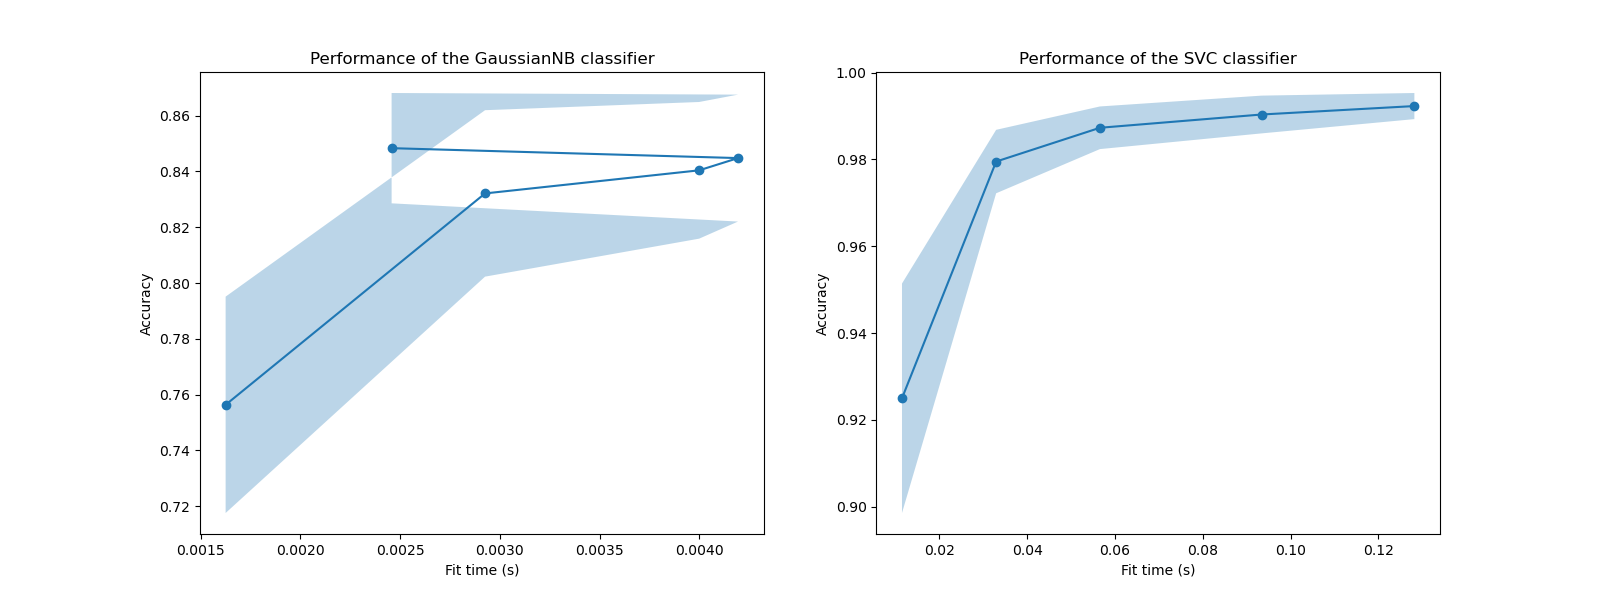 Performance of the GaussianNB classifier
Accuracy
0.86
0.84
0.82
0.80
0.78
0.76
0.74
0.72
0.0015 0.0020 0.0025 0.0030 0.0035 0.0040
Fit time (s)
Performance of the SVC classifier
Accuracy
1.00
0.98
0.96
0.94
0.92
0.90
0.02 0.04 0.06 0.08 0.10 0.12
Fit time (s)